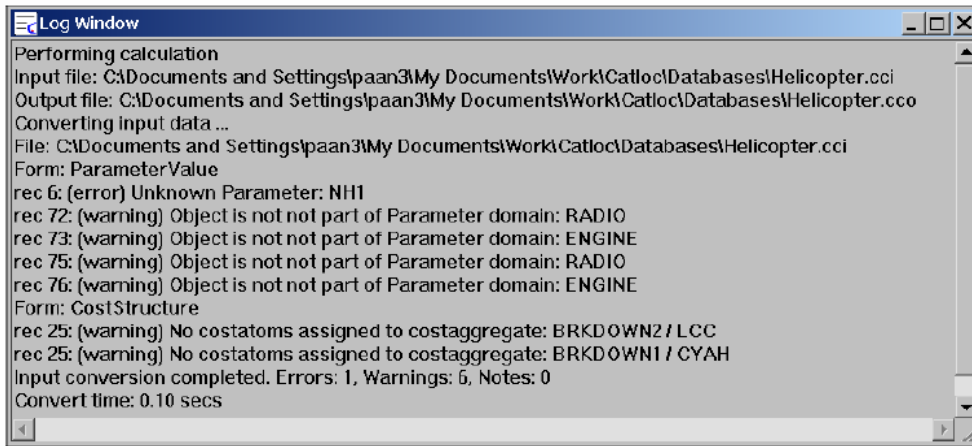 Log Window
Performing calculation
Input file: C:\Documents and Settings\paan3\My Documents\Work\Catloc\Databases\Helicopter.cci
Output file: C:\Documents and Settings\paan3\My Documents\Work\Catloc\Databases\Helicopter.cco
Converting input data ...
File: C:\Documents and Settings\paan3\My Documents\Work\Catloc\Databases\Helicopter.cci
Form: ParameterValue
rec 6: (error) Unknown Parameter: NH1
rec 72: (warning) Object is not not part of Parameter domain: RADIO
rec 73: (warning) Object is not not part of Parameter domain: ENGINE
rec 75: (warning) Object is not not part of Parameter domain: RADIO
rec 76: (warning) Object is not not part of Parameter domain: ENGINE
Form: CostStructure
rec 25: (warning) No costatoms assigned to costaggregate: BRKDOWN2 / LCC
rec 25: (warning) No costatoms assigned to costaggregate: BRKDOWN1 / CYAH
Input conversion completed. Errors: 1, Warnings: 6, Notes: 0
Convert time: 0.10 secs